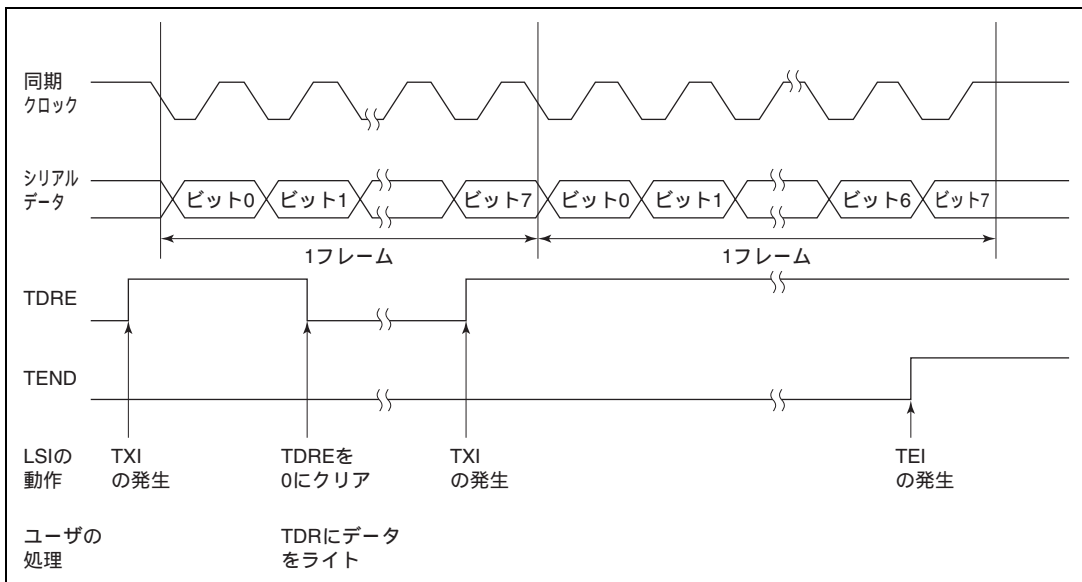 同期
クロック
シリアル
データ
ビット0 ビット1 ビット7 ビット0 ビット1 ビット6 ビット7
1フレーム 1フレーム
TDRE
TEND
LSIの
動作
TXI
の発生
TDREを
0にクリア
TXI
の発生
TEI
の発生
ユーザの
処理
TDRにデータ
をライト